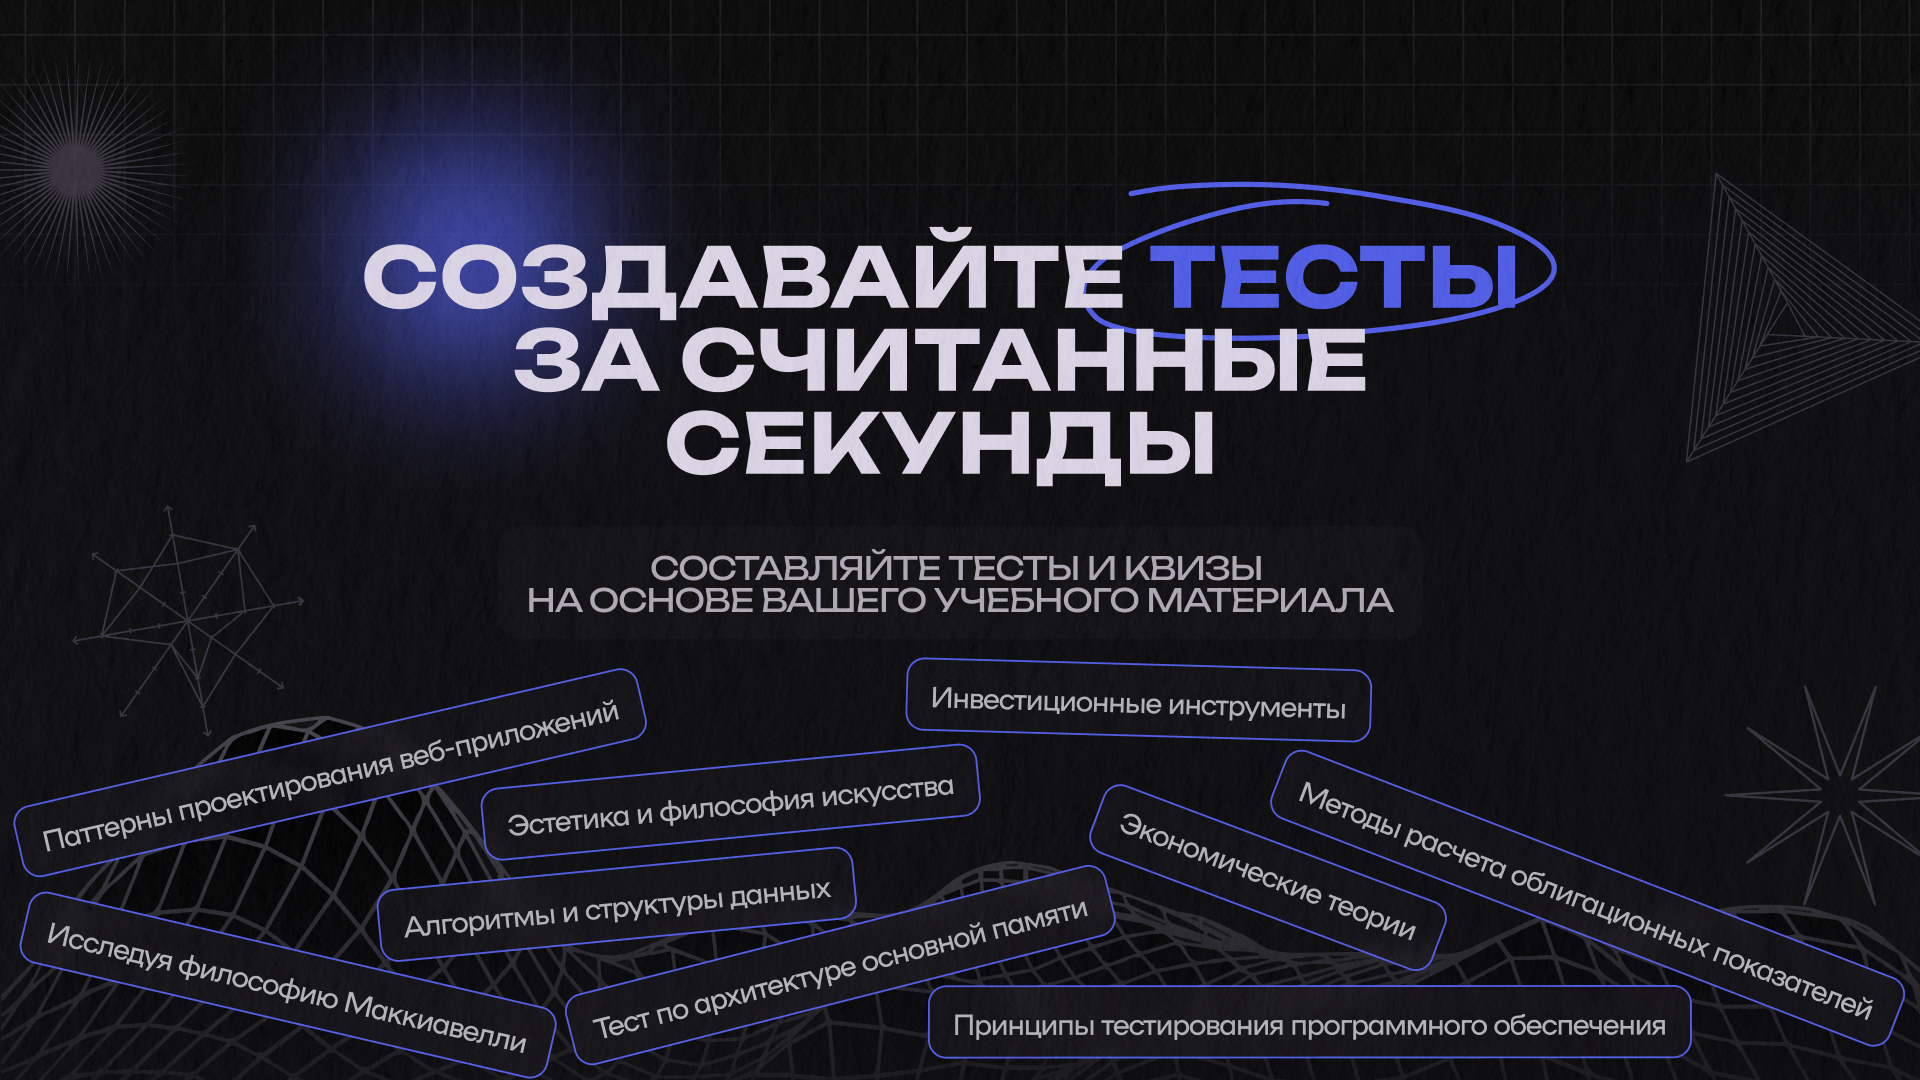 СОЗДАВАЙТЕ ТЕСТЫ
ЗА СЧИТАННЫЕ
СЕКУНДЫ
СОСТАВЛЯЙТЕ ТЕСТЫ И КВИЗЫ
НА ОСНОВЕ ВАШЕГО УЧЕБНОГО МАТЕРИАЛА
Инвестиционные инструменты
Паттерны проектирования веб-приложений
Эстетика и философия искусства
Методы расчета облигационных показателей
Экономические теории
Алгоритмы и структуры данных
Исследуя философию Маккиавелли
Тест по архитектуре основной памяти
Принципы тестирования программного обеспечения